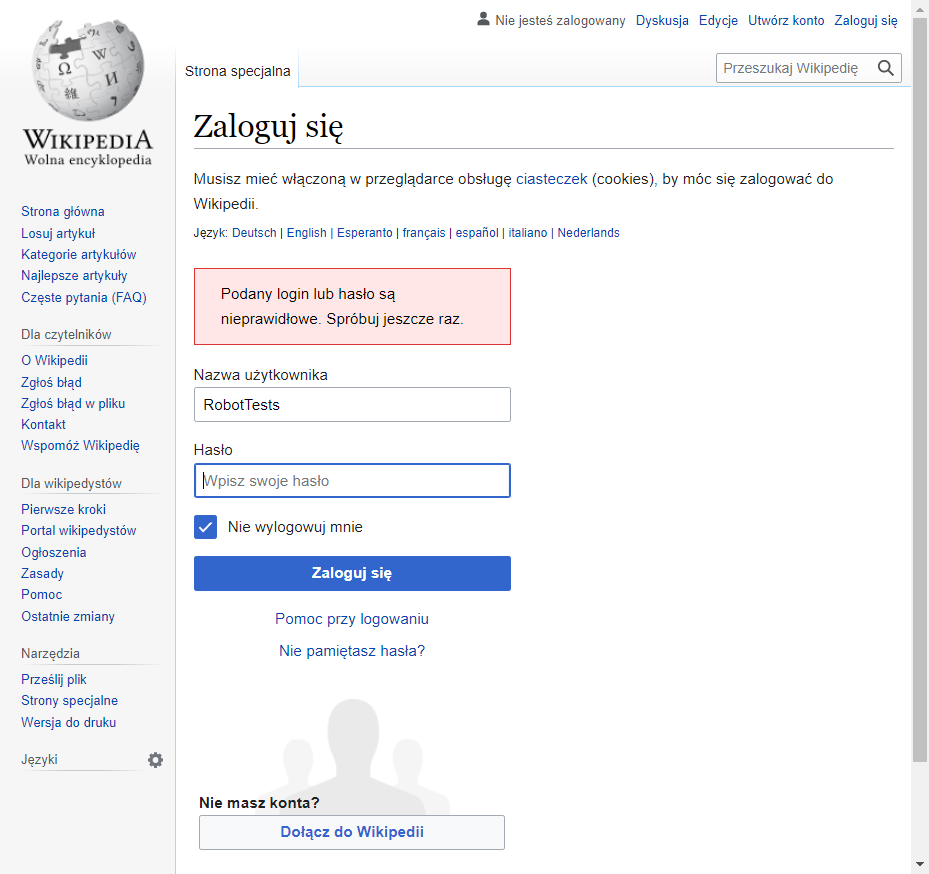 Nie jesteś zalogowany Dyskusja Edycje Utwórz konto Zaloguj się
Strona specjalna
Przeszukaj Wikipedię
WIKIPEDIA
Wolna encyklopedia
Strona główna
Losuj artykuł
Kategorie artykułów
Najlepsze artykuły
Częste pytania (FAQ)
Dla czytelników
O Wikipedii
Zgłoś błąd
Zgłoś błąd w pliku
Kontakt
Wspomóż Wikipedię
Dla wikipedystów
Pierwsze kroki
Portal wikipedystów
Ogłoszenia
Zasady
Pomoc
Ostatnie zmiany
Narzędzia
Prześlij plik
Strony specjalne
Wersja do druku
Języki
Zaloguj się
Musisz mieć włączoną w przeglądarce obsługę ciasteczek (cookies), by móc się zalogować do
Wikipedii.
Język: Deutsch | English | Esperanto | français | español | italiano | Nederlands
Podany login lub hasło są
nieprawidłowe. Spróbuj jeszcze raz.
Nazwa użytkownika
RobotTests
Hasło
Wpisz swoje hasło
Nie wylogowuj mnie
Zaloguj się
Pomoc przy logowaniu
Nie pamiętasz hasła?
Nie masz konta?
Dołącz do Wikipedii